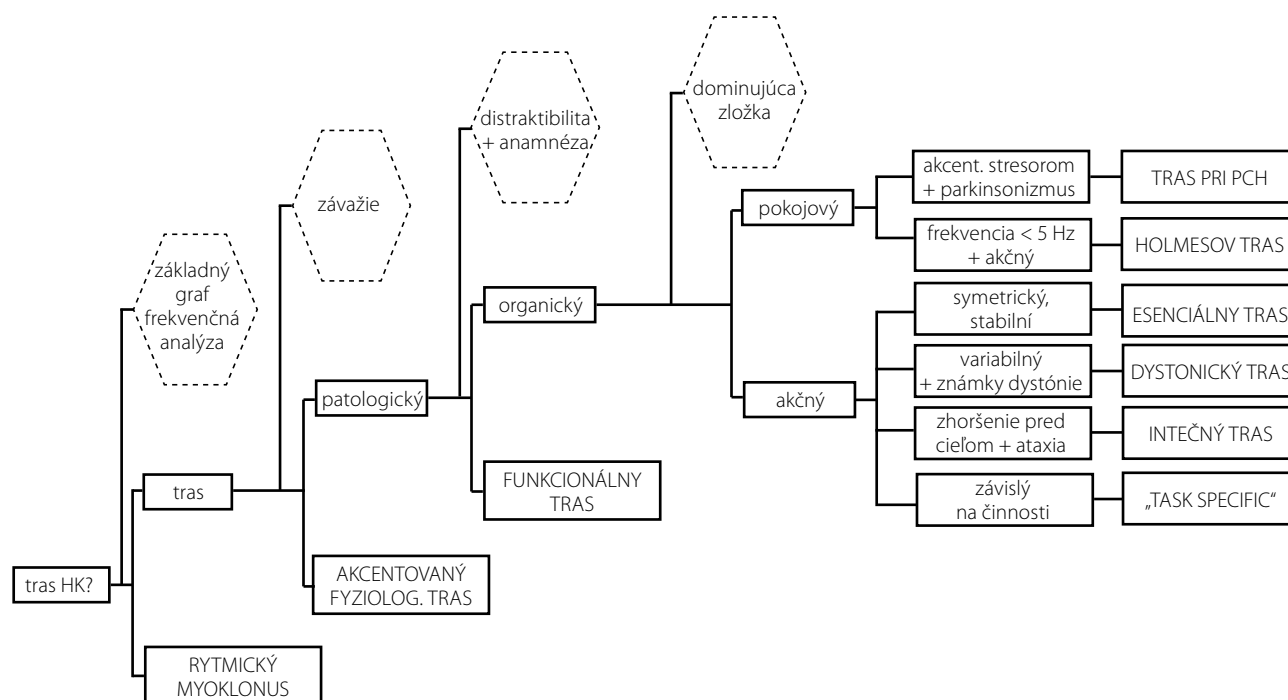 dominujúca
zložka
distraktibilita
+ anamnéza
závažie
základný
graf
frekvenčná
analýza
akcent. stresorom
+ parkinsonizmus
TRAS PRI PCH
pokojový
frekvencia < 5 Hz
+ akčný
HOLMESOV TRAS
organický
symetrický,
stabilní
ESENCIÁLNY TRAS
variabilný
+ známky dystónie
DYSTONICKÝ TRAS
patologický
akčný
zhoršenie pred
cieľom + ataxia
INTEČNÝ TRAS
tras
FUNKCIONÁLNY
TRAS
závislý
na činnosti
„TASK SPECIFIC“
tras HK?
AKCENTOVANÝ
FYZIOLOG. TRAS
RYTMICKÝ
MYOKLONUS